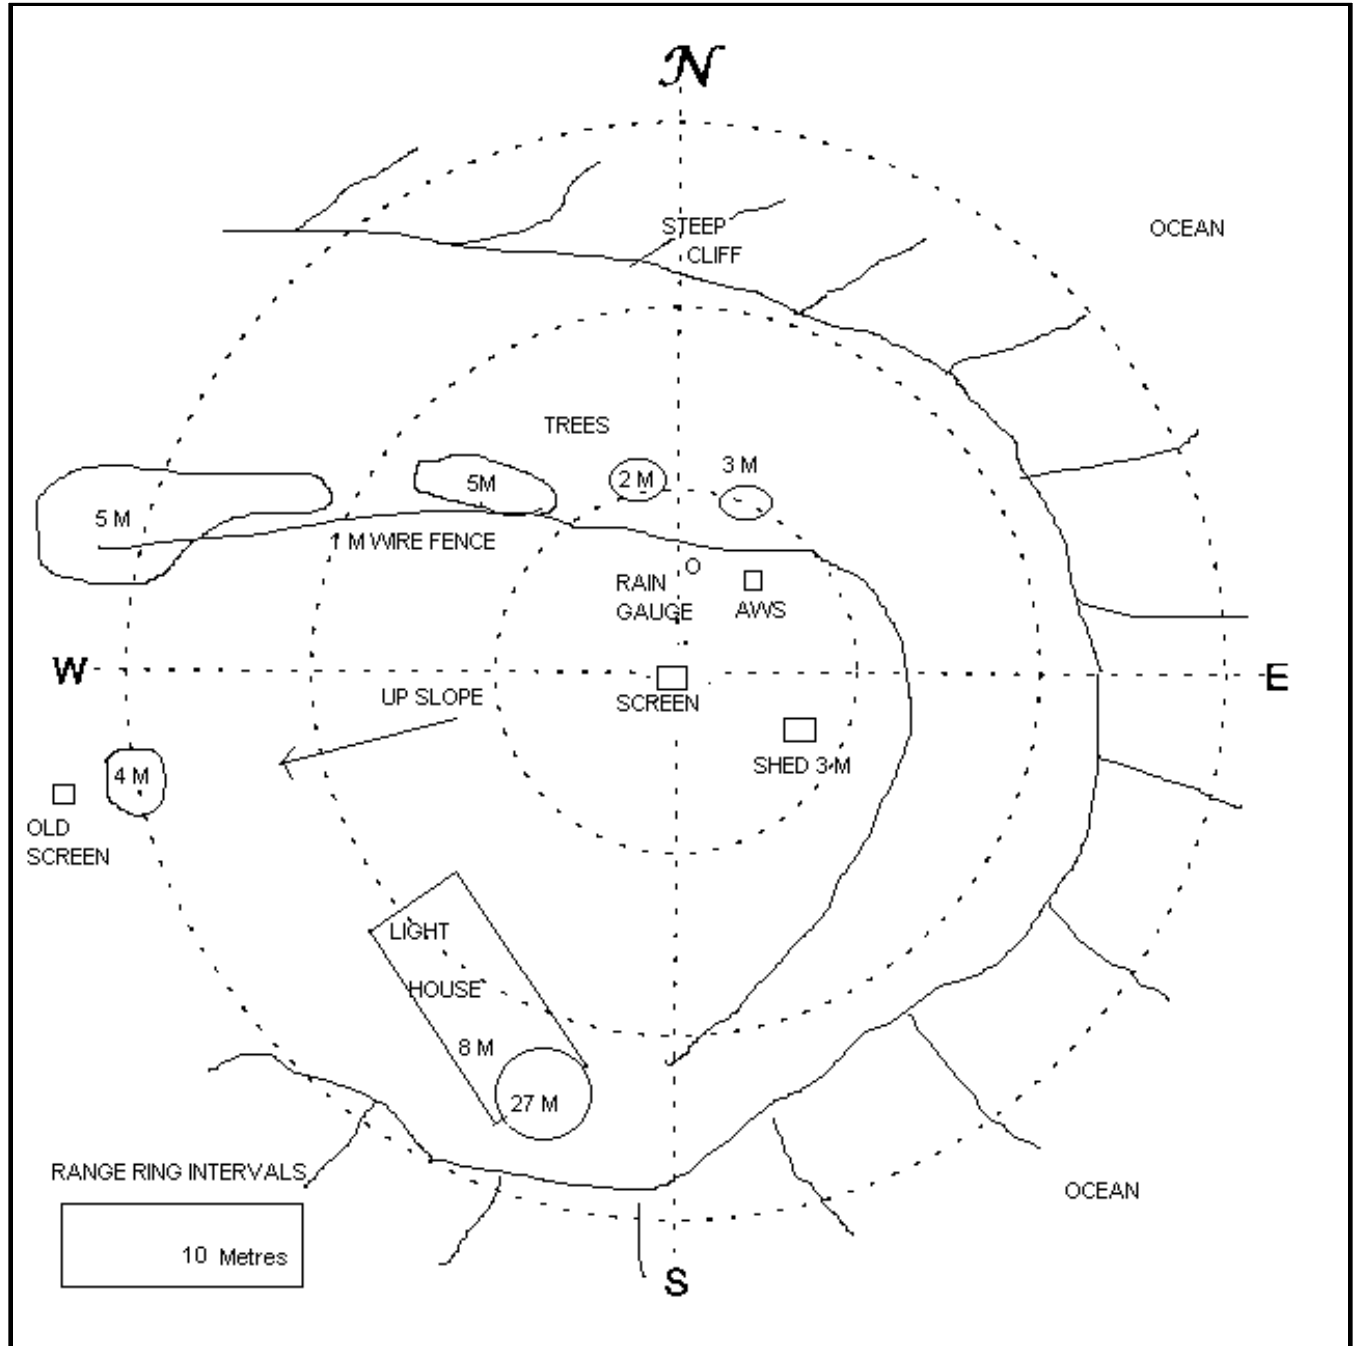 N
STEEP
CLIFF
OCEAN
TREES
3 M
2 M
5M
5 M
1 M WIRE FENCE
RAIN
GAUGE
AWS
W
E
UP SLOPE
SCREEN
SHED 3 M
4 M
OLD
SCREEN
LIGHT
HOUSE
8 M
27 M
RANGE RING INTERVALS
10 Metres
OCEAN
S